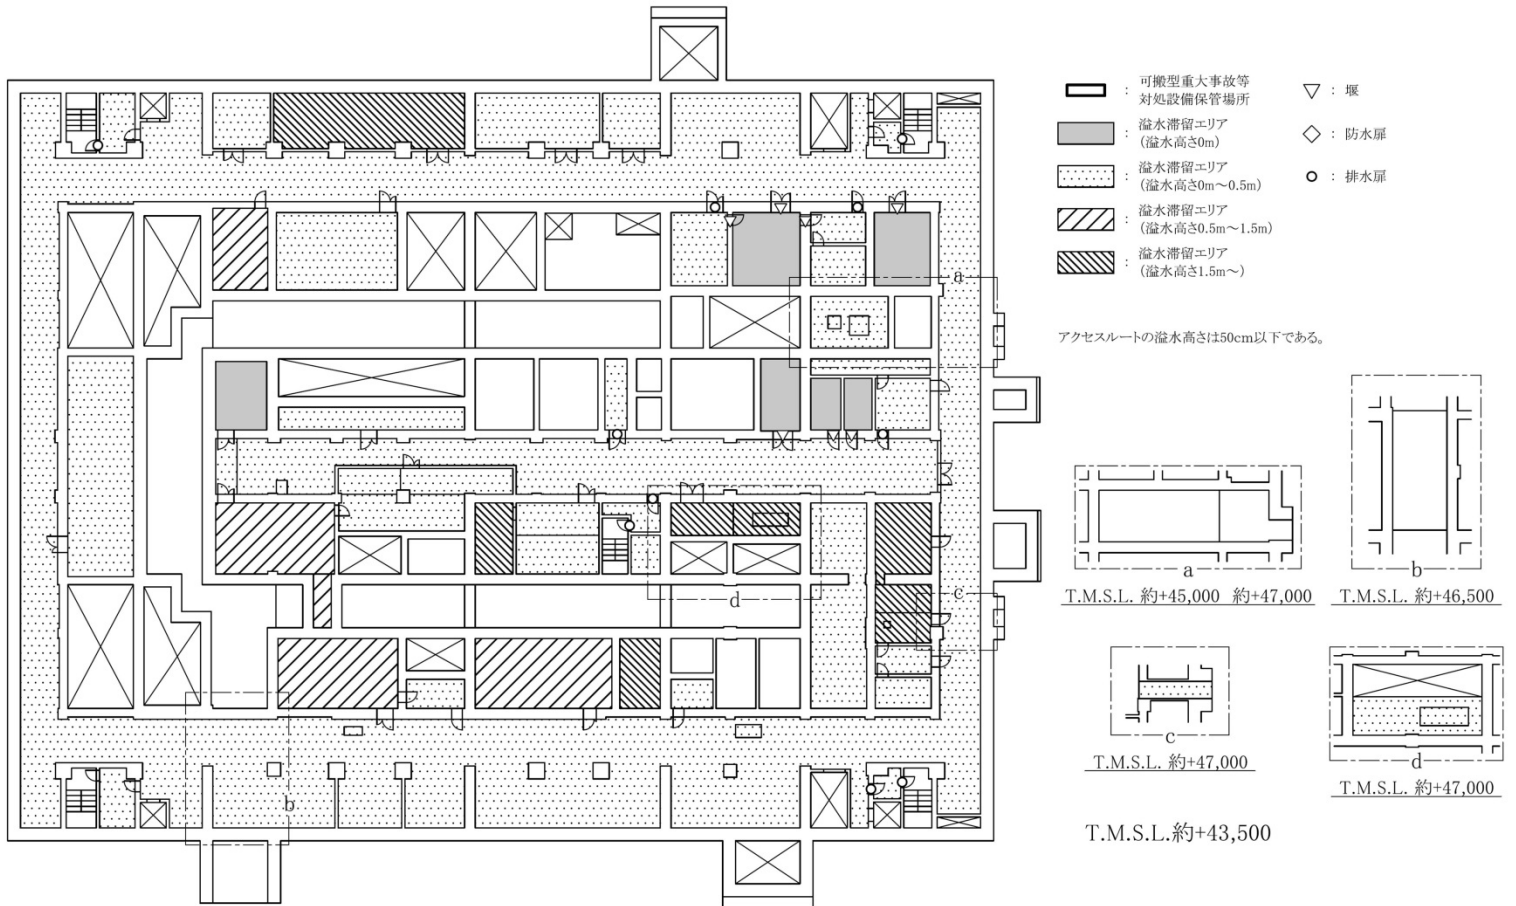 : 可搬型重大事故等
対処設備保管場所
: 溢水滞留エリア
(溢水高さ0m)
: 溢水滞留エリア
(溢水高さ0m～0.5m)
: 溢水滞留エリア
(溢水高さ0.5m～1.5m)
: 溢水滞留エリア
(溢水高さ1.5m～)
: 堰
: 防水扉
: 排水扉
アクセスルートの溢水高さは50cm以下である。
a
c
d
b
a
T.M.S.L. 約+45,000 約+47,000
b
T.M.S.L. 約+46,500
c
T.M.S.L. 約+47,000
d
T.M.S.L. 約+47,000
T.M.S.L.約+43,500